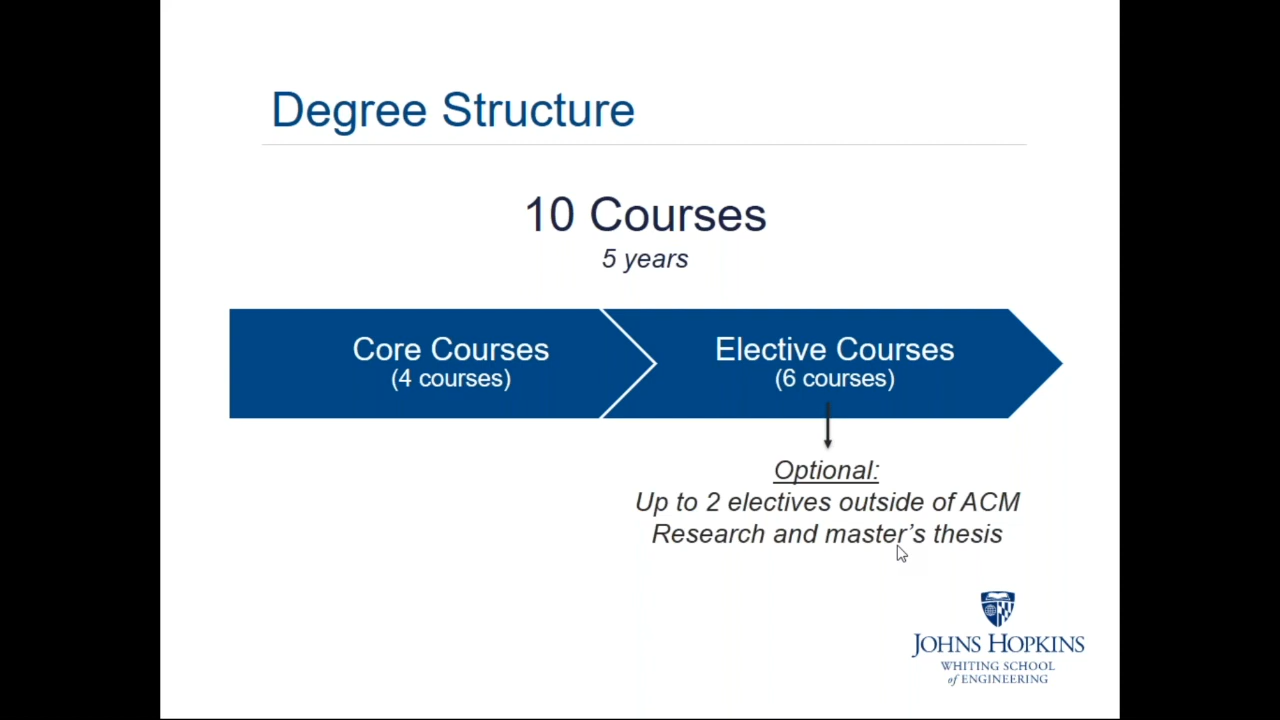 Degree Structure
10 Courses
5 years
Core Courses
(4 courses)
Elective Courses
(6 courses)
Optional:
Up to 2 electives outside of ACM
Research and master’s thesis
JOHNS HOPKINS
WHITING SCHOOL
of ENGINEERING